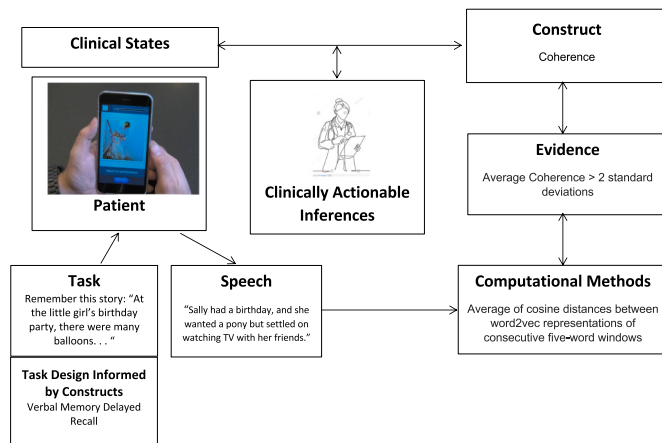 Clinical States
Construct
Coherence
Patient
Clinically Actionable
Inferences
Evidence
Average Coherence > 2 standard
deviations
Task
Remember this story: “At
the little girl’s birthday
party, there were many
balloons. . . “
Task Design Informed
by Constructs
Verbal Memory Delayed
Recall
Speech
“Sally had a birthday, and she
wanted a pony but settled on
watching TV with her friends.”
Computational Methods
Average of cosine distances between
word2vec representations of
consecutive five-word windows